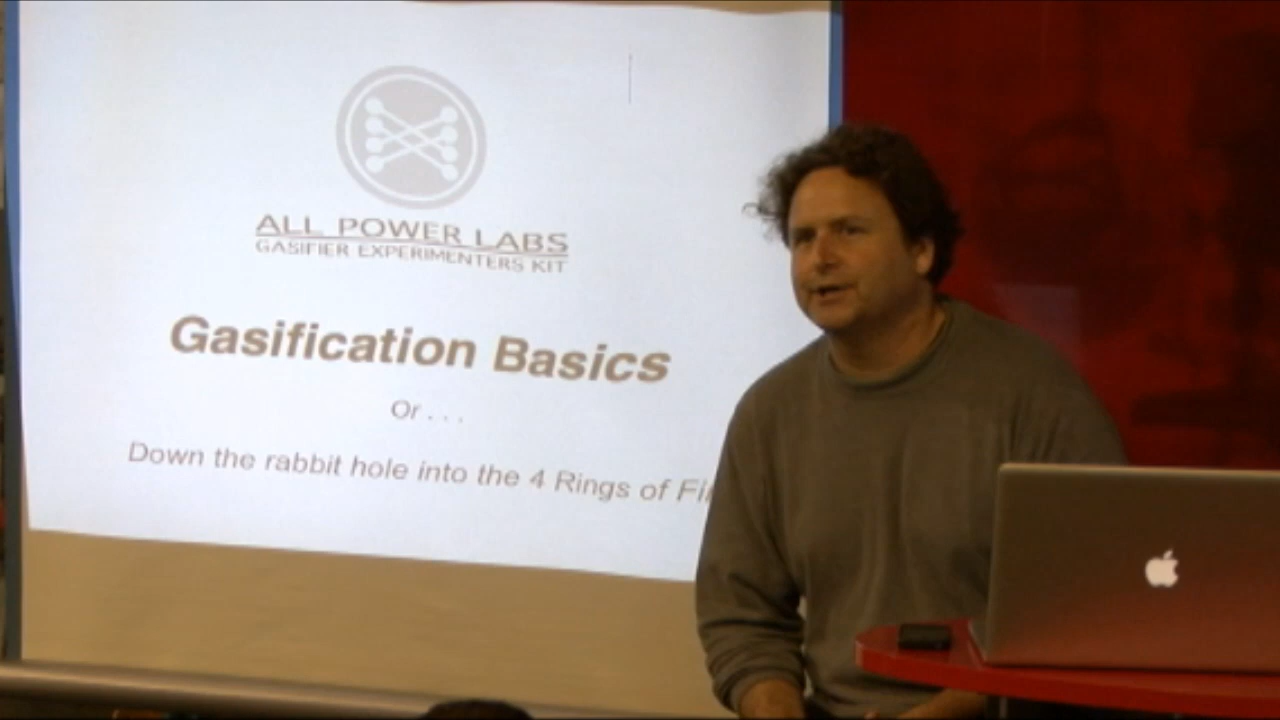 ALL POWER LABS
GASIFIER EXPERIMENTERS KIT
Gasification Basics
Or . . .
Down the rabbit hole into the 4 Rings of